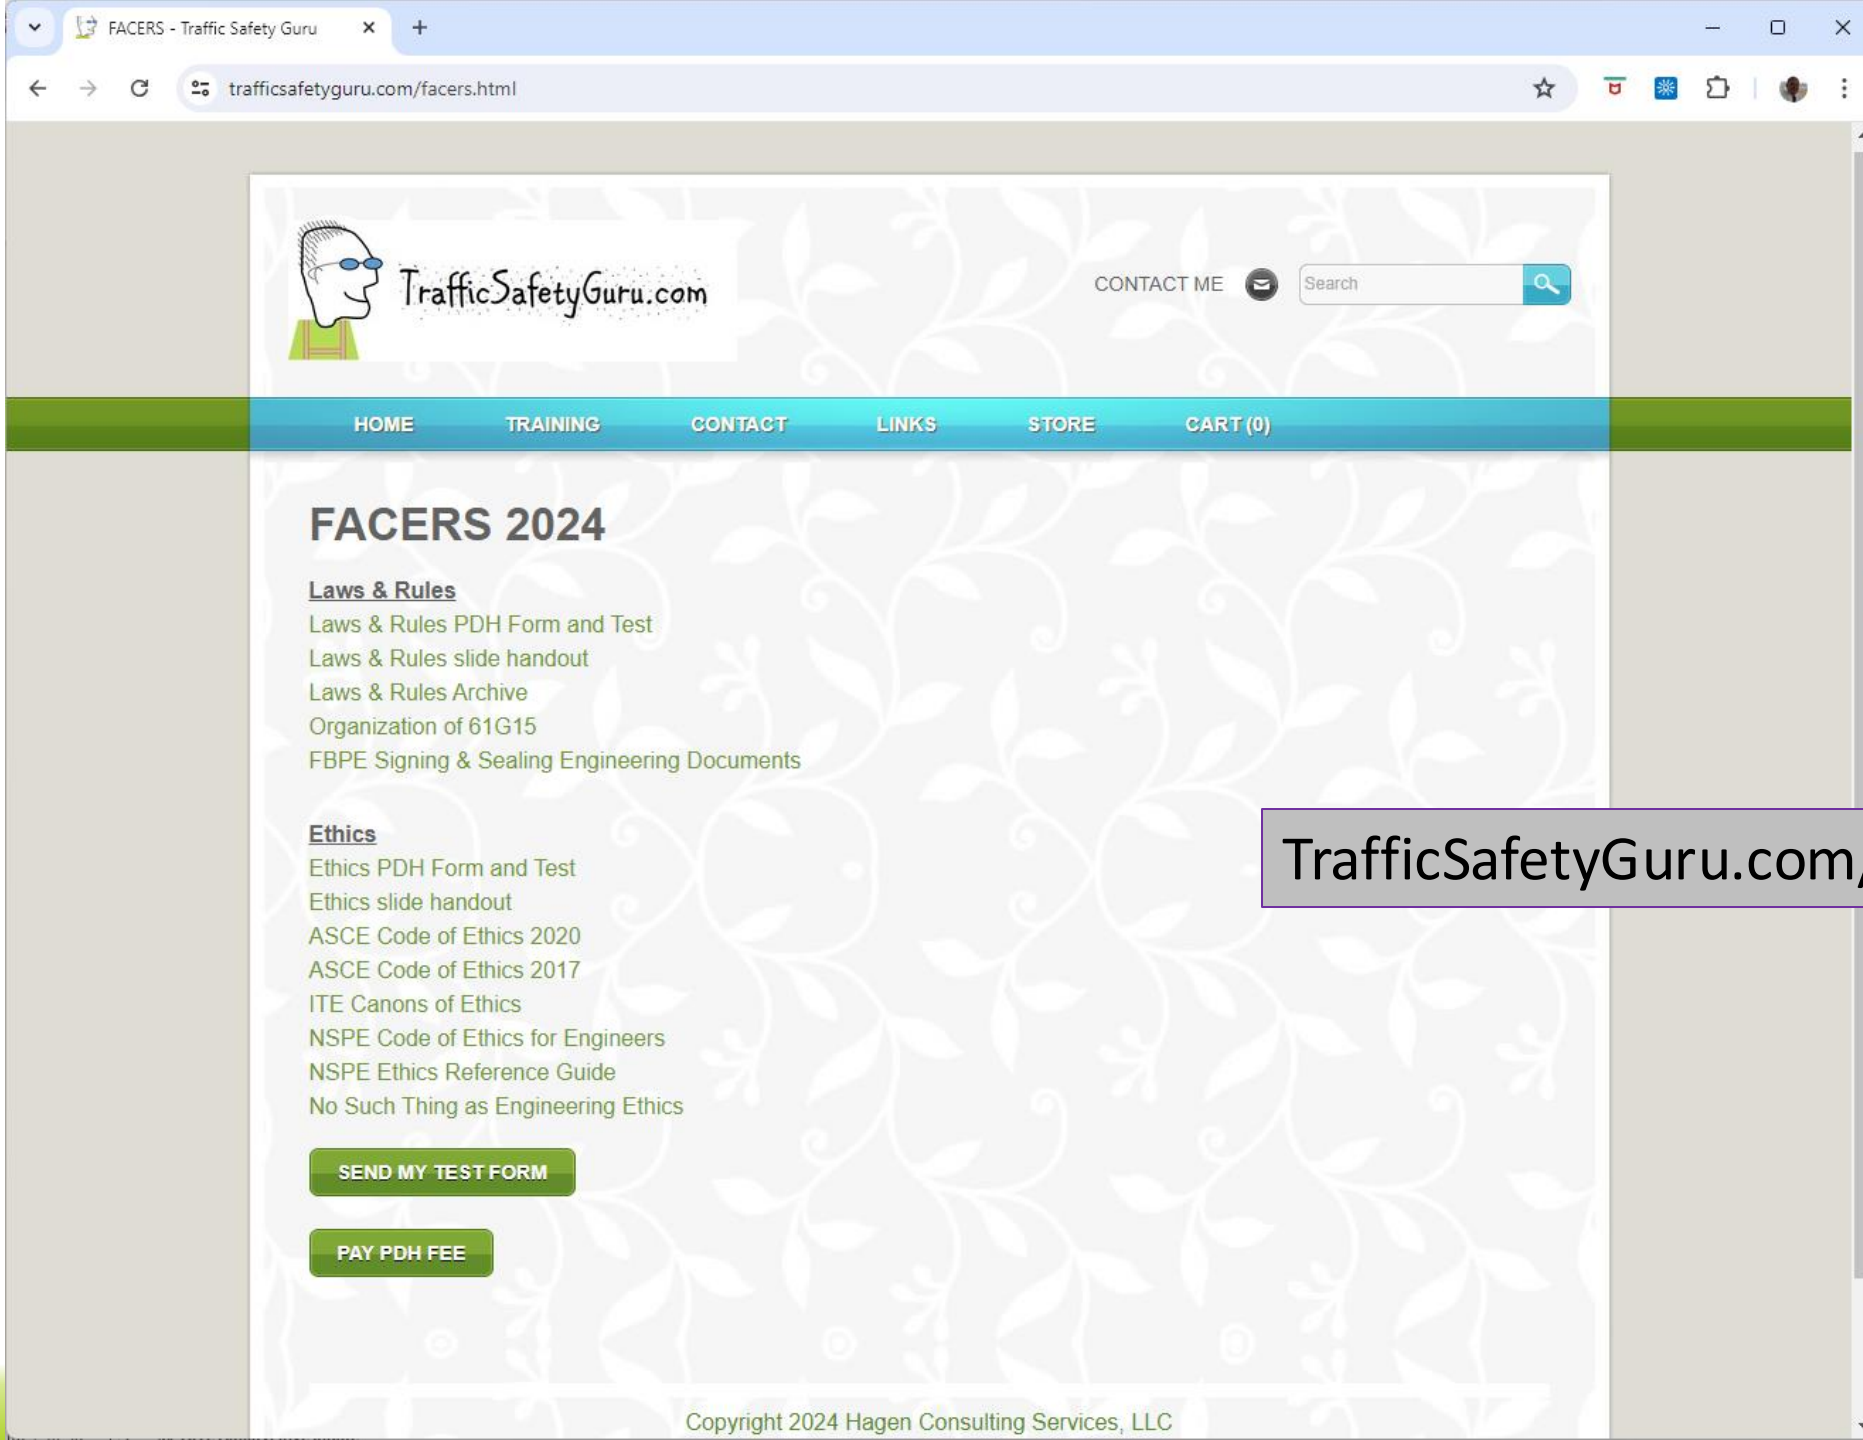 FACERS - Traffic Safety Guru
trafficsafetyguru.com/facers.html
TrafficSafetyGuru.com
CONTACT ME
Search
HOME TRAINING CONTACT LINKS STORE CART (0)
FACERS 2024
Laws & Rules
Laws & Rules PDH Form and Test
Laws & Rules slide handout
Laws & Rules Archive
Organization of 61G15
FBPE Signing & Sealing Engineering Documents
TrafficSafetyGuru.com/
Ethics
Ethics PDH Form and Test
Ethics slide handout
ASCE Code of Ethics 2020
ASCE Code of Ethics 2017
ITE Canons of Ethics
NSPE Code of Ethics for Engineers
NSPE Ethics Reference Guide
No Such Thing as Engineering Ethics
SEND MY TEST FORM
PAY PDH FEE
Copyright 2024 Hagen Consulting Services, LLC